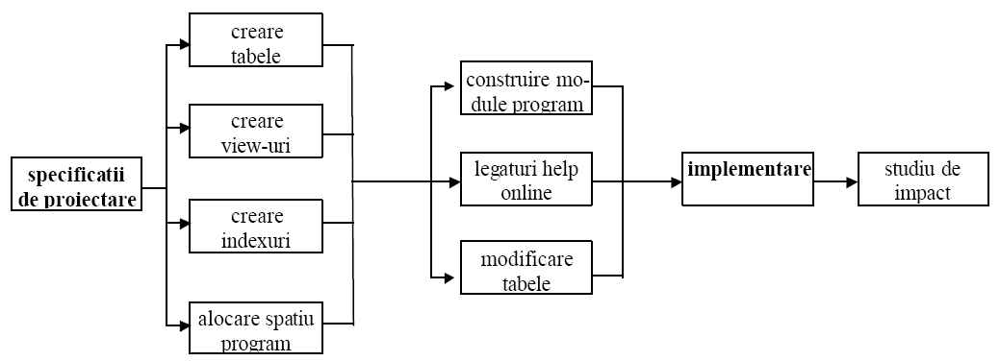 specificatii
de proiectare
creare
tabele
creare
view-uri
creare
indexuri
alocare spatiu
program
construire mo-
dule program
legaturi help
online
modificare
tabele
implementare
studiu de
impact